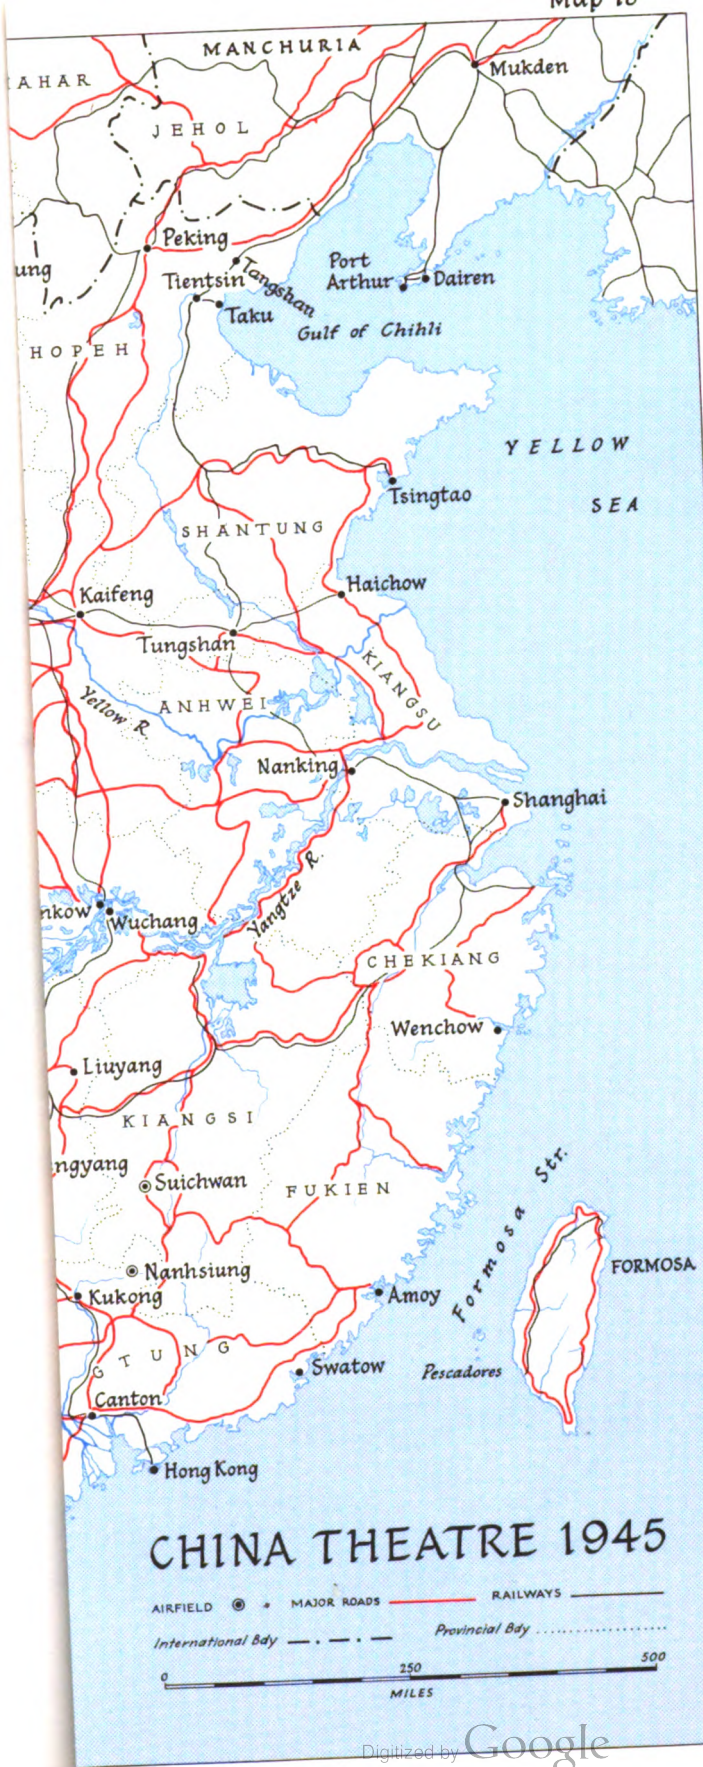 MANCHURIA
Mukden
AHAR
JEHOL
Peking
ung
Tientsin
Tangshan
Taku
Port
Arthur
Dairen
Gulf of Chihli
HOPEH
YELLOW
SEA
Tsingtao
SHANTUNG
Kaifeng
Haichow
Tungshan
KIANGSU
Yellow R.
ANHWEI
Nanking
Shanghai
nkow
Wuchang
Yangtze R.
CHEKIANG
Wenchow
Liuyang
KIANGSI
ngyang
Suichwan
FUKIEN
Formosa Str.
Nanhsiung
FORMOSA
Kukong
Amoy
GTUNG
Swatow
Pescadores
Canton
Hong Kong
CHINA THEATRE 1945
AIRFIELD MAJOR ROADS RAILWAYS
International Bdy Provincial Bdy
0 250 500
MILES
Digitized by Google